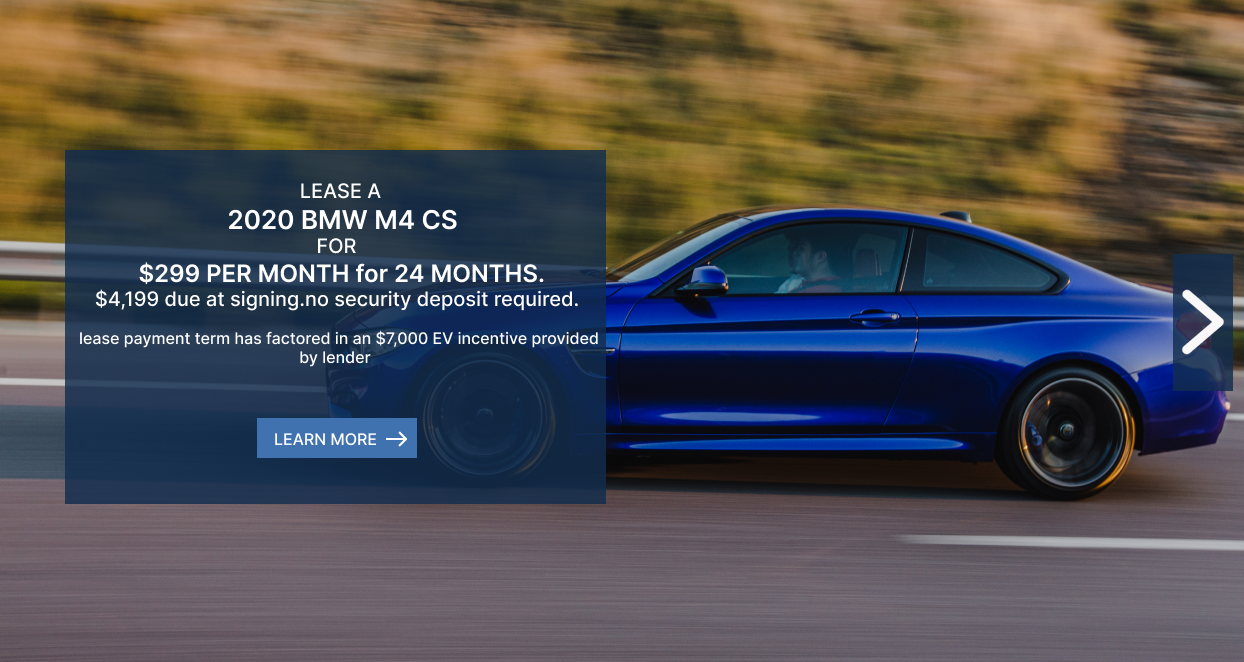 LEASE A
2020 BMW M4 CS
FOR
$299 PER MONTH for 24 MONTHS.
$4,199 due at signing.no security deposit required.
lease payment term has factored in an $7,000 EV incentive provided
by lender
LEARN MORE